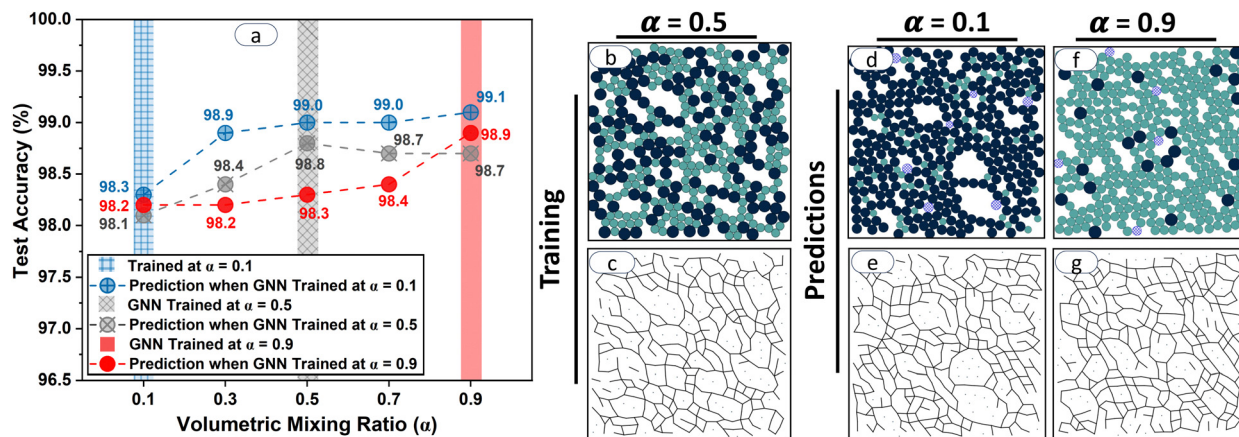 a
100.0
99.5
99.0
98.5
98.0
97.5
97.0
96.5
Test Accuracy (%)
98.3
98.9
99.0
99.0
99.1
98.1
98.4
98.8
98.7
98.7
98.2
98.2
98.3
98.4
98.9
Trained at α = 0.1
Prediction when GNN Trained at α = 0.1
GNN Trained at α = 0.5
Prediction when GNN Trained at α = 0.5
GNN Trained at α = 0.9
Prediction when GNN Trained at α = 0.9
0.1 0.3 0.5 0.7 0.9
Volumetric Mixing Ratio (α)
Training
α = 0.5
b
c
Predictions
α = 0.1
d
e
α = 0.9
f
g